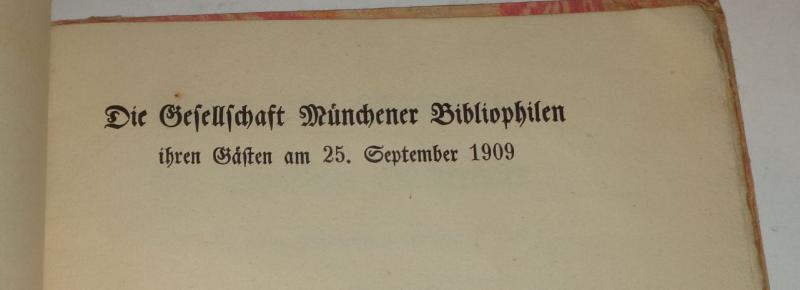 Die Geſellſchaft Münchener Bibliophilen
ihren Gäſten am 25. September 1909